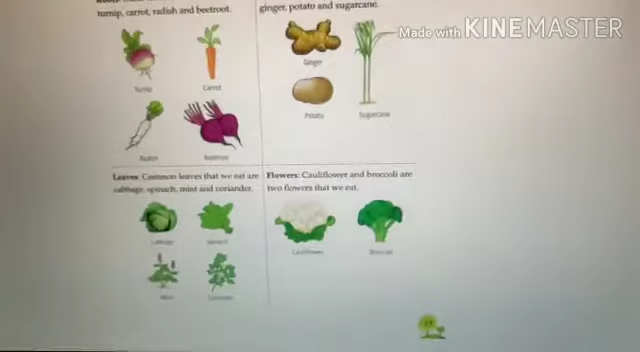 turnip, carrot, radish and beetroot.
ginger, potato and sugarcane.
Made with KINEMASTER
Ginger
Turnip
Carrot
Potato
Sugarcane
Radish
Beetroot
Leaves: Common leaves that we eat are
cabbage, spinach, mint and coriander.
Flowers: Cauliflower and broccoli are
two flowers that we eat.
Cabbage
Spinach
Cauliflower
Broccoli
Mint
Coriander